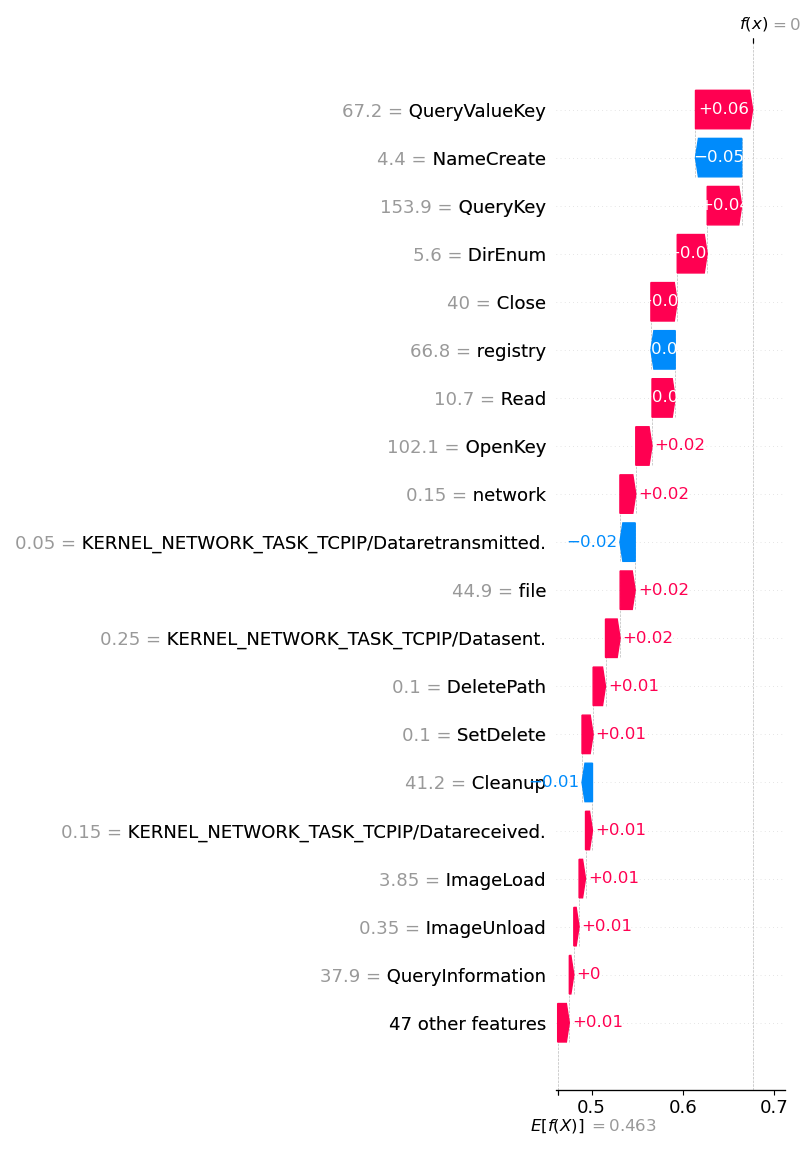 f(x) = 0
67.2 = QueryValueKey +0.06
4.4 = NameCreate −0.05
153.9 = QueryKey
5.6 = DirEnum
40 = Close
66.8 = registry
10.7 = Read
102.1 = OpenKey +0.02
0.15 = network +0.02
0.05 = KERNEL_NETWORK_TASK_TCPIP/Dataretransmitted. −0.02
44.9 = file +0.02
0.25 = KERNEL_NETWORK_TASK_TCPIP/Datasent. +0.02
0.1 = DeletePath +0.01
0.1 = SetDelete +0.01
41.2 = Cleanup −0.01
0.15 = KERNEL_NETWORK_TASK_TCPIP/Datareceived. +0.01
3.85 = ImageLoad +0.01
0.35 = ImageUnload +0.01
37.9 = QueryInformation +0
47 other features +0.01
0.5 0.6 0.7
E[f(X)] = 0.463